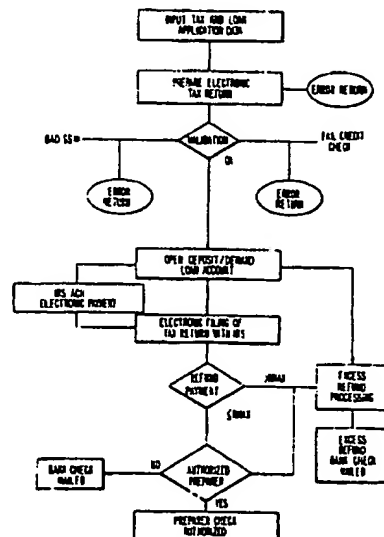 INPUT TAX AND LOAN
APPLICATION DATA
PREPARE ELECTRONIC
TAX RETURN
ERROR RETURN
BAD SS #
VALIDATION
FAIL CREDIT
CHECK
OK
ERROR
RETURN
ERROR
RETURN
OPEN DEPOSIT/DEMAND
LOAN ACCOUNT
IRS ACH
ELECTRONIC PAYMENT
ELECTRONIC FILING OF
TAX RETURN WITH IRS
REFUND
PAYMENT
EXCESS
REFUND
PROCESSING
EXCESS
REFUND
BANK CHECK
MAILED
BANK CHECK
MAILED
NO
AUTHORIZED
PREPARER
YES
PREPARER CHECK
AUTHORIZED